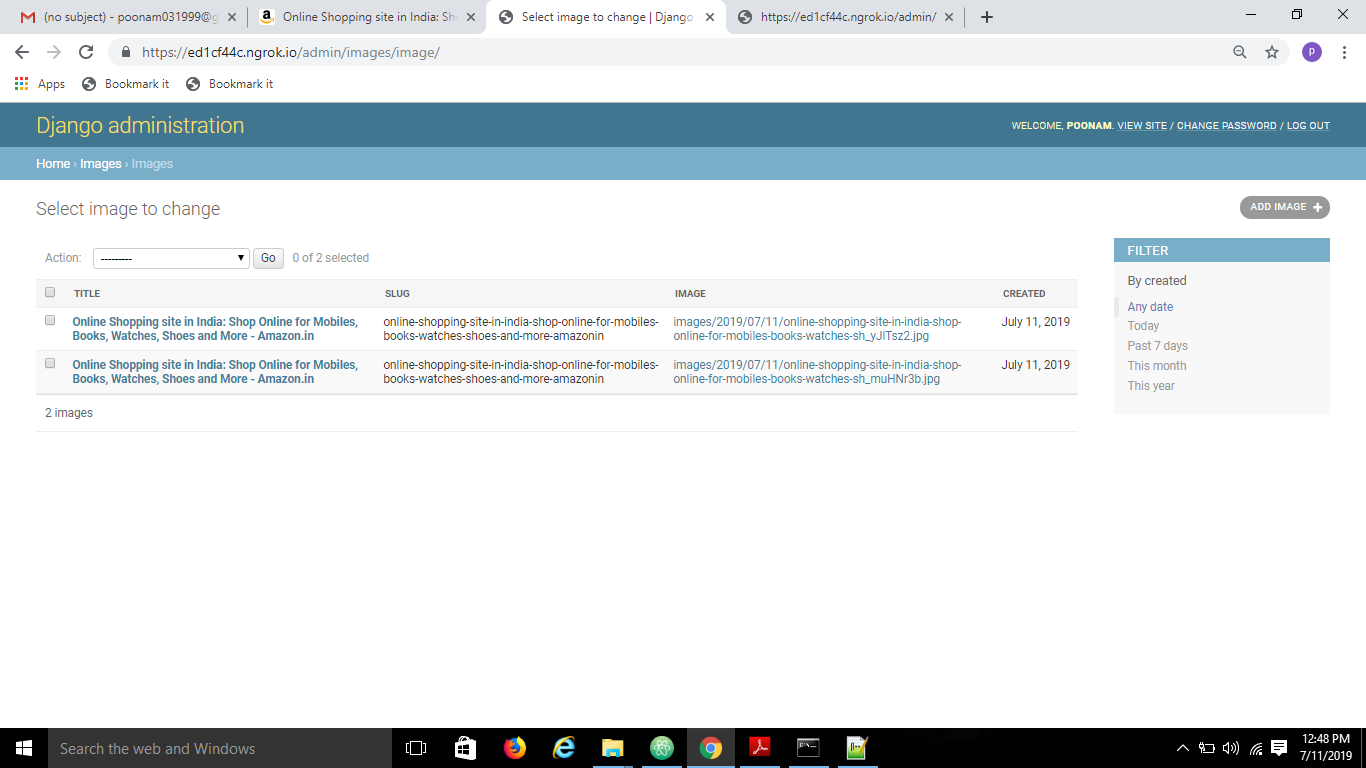 (no subject) - poonam031999@g
Online Shopping site in India: Sh
Select image to change | Django
https://ed1cf44c.ngrok.io/admin/
https://ed1cf44c.ngrok.io/admin/images/image/
p
Apps
Bookmark it
Bookmark it
Django administration
WELCOME, POONAM. VIEW SITE / CHANGE PASSWORD / LOG OUT
Home › Images › Images
Select image to change
ADD IMAGE +
Action:
---------
Go
0 of 2 selected
TITLE SLUG IMAGE CREATED
Online Shopping site in India: Shop Online for Mobiles,
Books, Watches, Shoes and More - Amazon.in
online-shopping-site-in-india-shop-online-for-mobiles-
books-watches-shoes-and-more-amazonin
images/2019/07/11/online-shopping-site-in-india-shop-
online-for-mobiles-books-watches-sh_yJlTsz2.jpg
July 11, 2019
Online Shopping site in India: Shop Online for Mobiles,
Books, Watches, Shoes and More - Amazon.in
online-shopping-site-in-india-shop-online-for-mobiles-
books-watches-shoes-and-more-amazonin
images/2019/07/11/online-shopping-site-in-india-shop-
online-for-mobiles-books-watches-sh_muHNr3b.jpg
July 11, 2019
2 images
FILTER
By created
Any date
Today
Past 7 days
This month
This year
Search the web and Windows
12:48 PM
7/11/2019